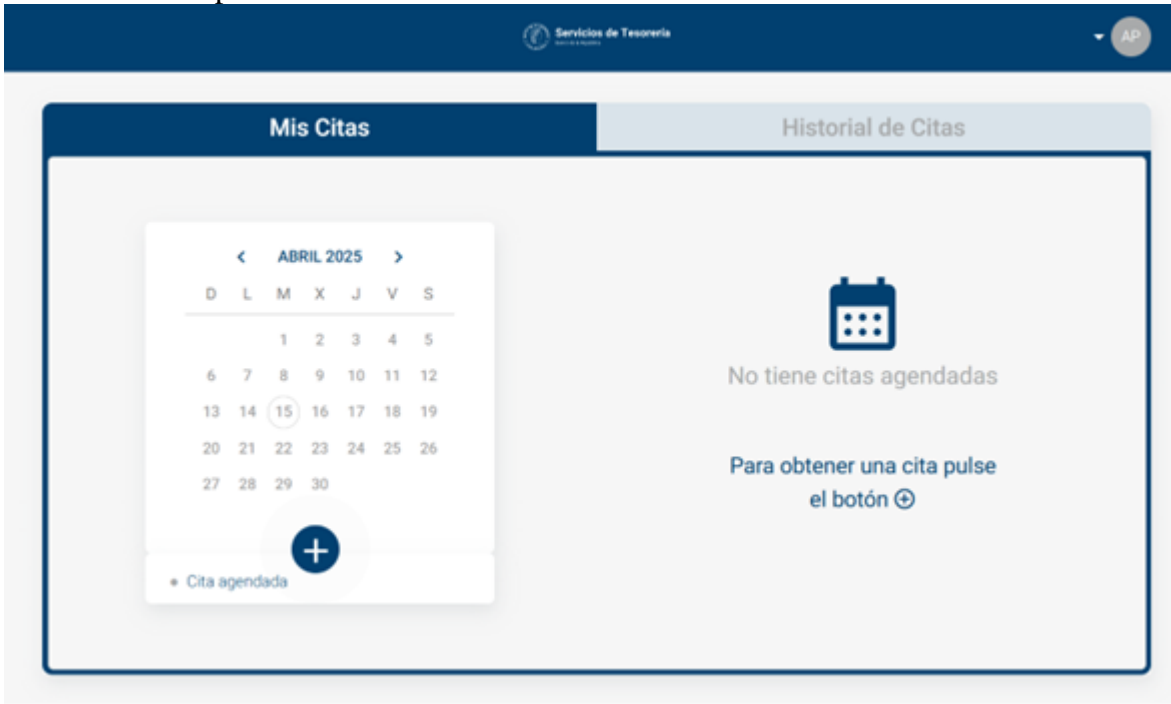 Servicios de Tesorería
AP
Mis Citas
Historial de Citas
< ABRIL 2025 >
D L M X J V S
1 2 3 4 5
6 7 8 9 10 11 12
13 14 15 16 17 18 19
20 21 22 23 24 25 26
27 28 29 30
Cita agendada
No tiene citas agendadas
Para obtener una cita pulse
el botón ⊕